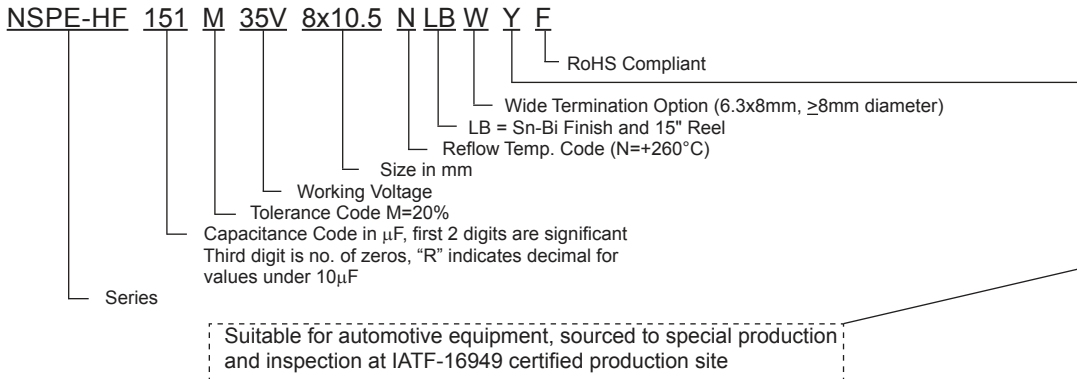 NSPE-HF 151 M 35V 8x10.5 N LB W Y F
RoHS Compliant
Wide Termination Option (6.3x8mm, ≥8mm diameter)
LB = Sn-Bi Finish and 15" Reel
Reflow Temp. Code (N=+260°C)
Size in mm
Working Voltage
Tolerance Code M=20%
Capacitance Code in μF, first 2 digits are significant
Third digit is no. of zeros, “R” indicates decimal for
values under 10μF
Series
Suitable for automotive equipment, sourced to special production
and inspection at IATF-16949 certified production site